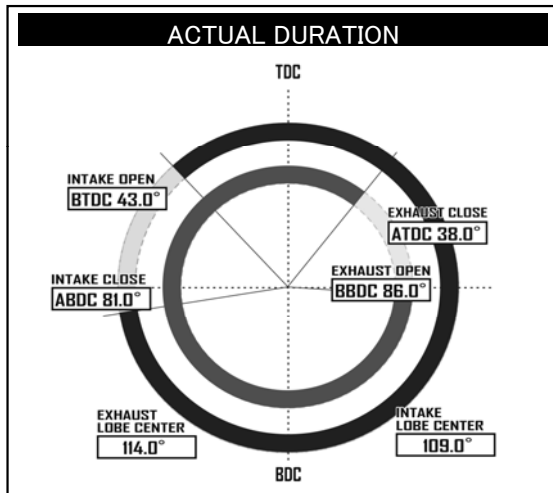 ACTUAL DURATION
TDC
INTAKE OPEN
BTDC 43.0°
EXHAUST CLOSE
ATDC 38.0°
INTAKE CLOSE
ABDC 81.0°
EXHAUST OPEN
BBDC 86.0°
EXHAUST
LOBE CENTER
114.0°
INTAKE
LOBE CENTER
109.0°
BDC